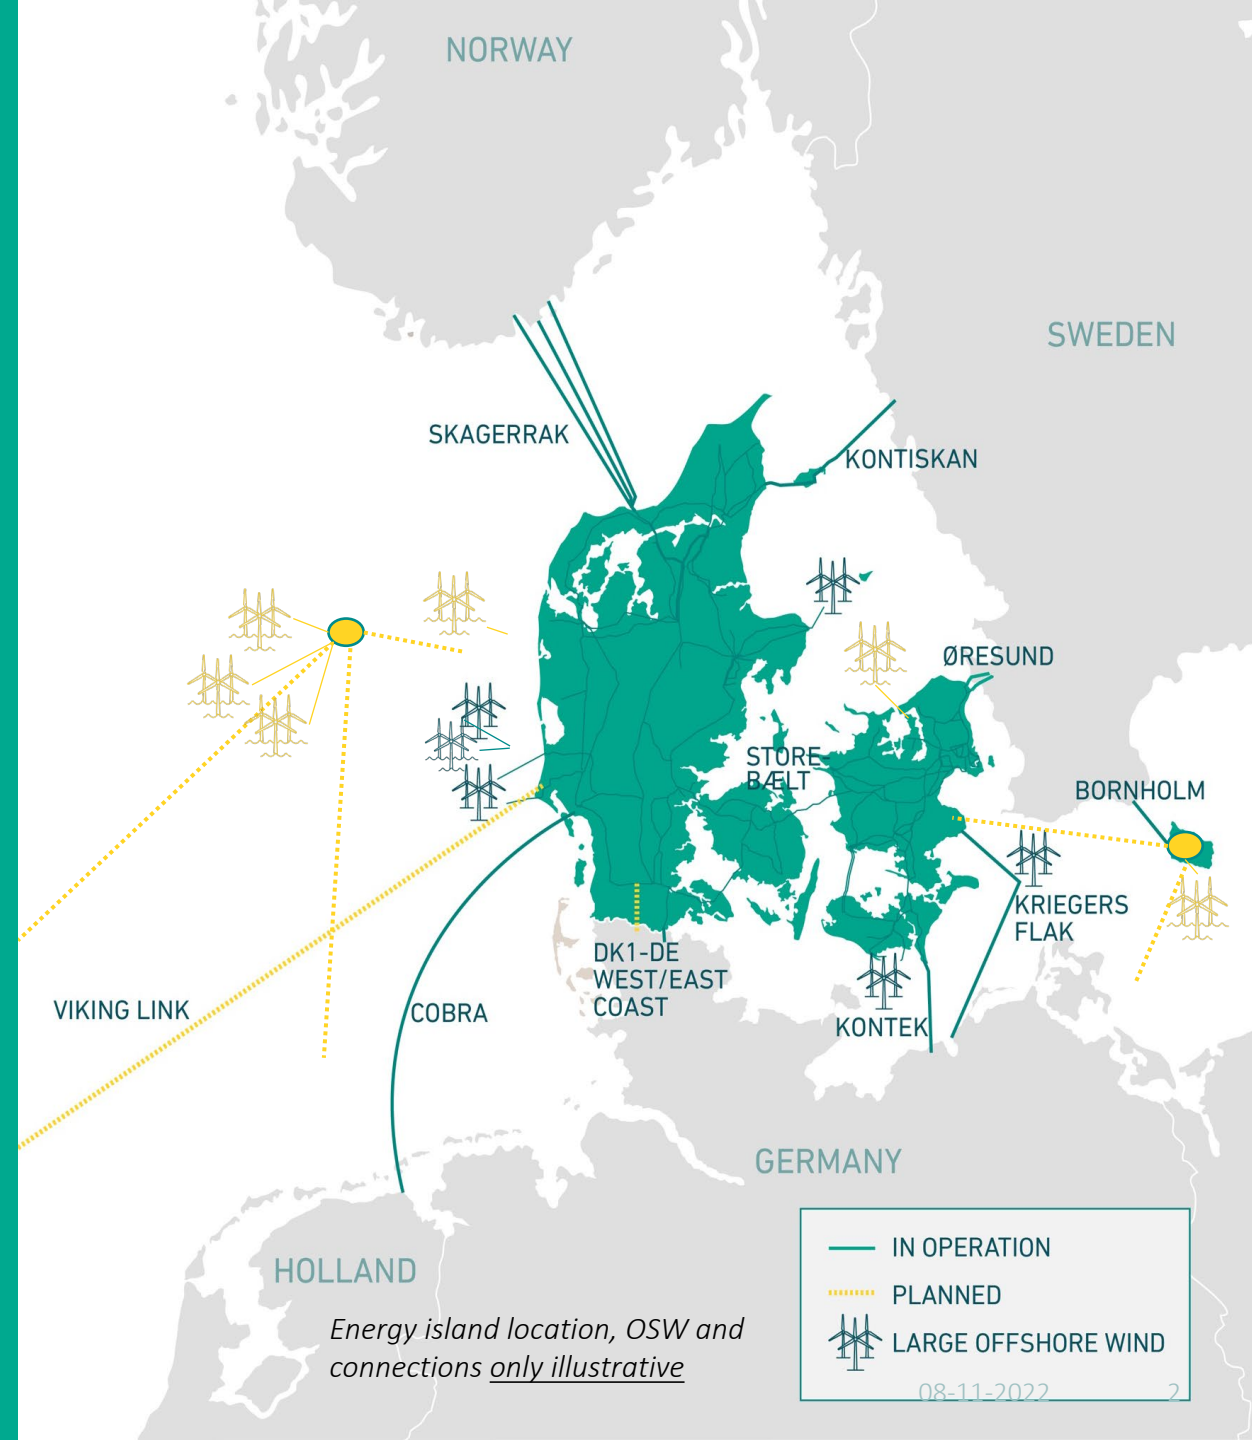 NORWAY
SWEDEN
SKAGERRAK
KONTISKAN
ØRESUND
STORE-
BÆLT
BORNHOLM
KRIEGERS
FLAK
DK1-DE
WEST/EAST
COAST
VIKING LINK
COBRA
KONTEK
GERMANY
HOLLAND
IN OPERATION
PLANNED
LARGE OFFSHORE WIND
Energy island location, OSW and
connections only illustrative
08-11-2022
2